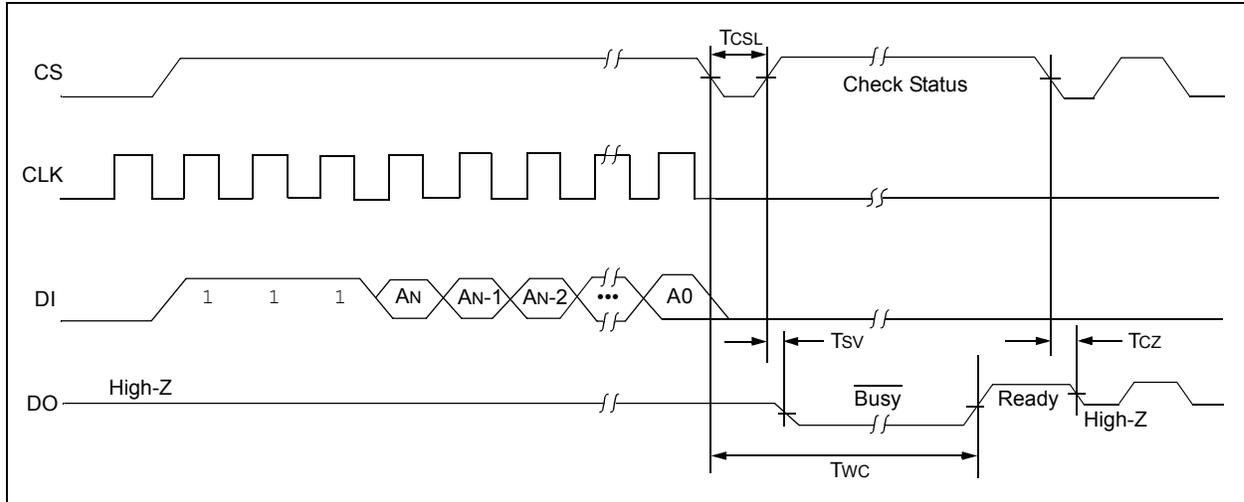 TCSL
CS
Check Status
CLK
DI
1 1 1 AN AN-1 AN-2 ••• A0
TSV
TCZ
High-Z
DO
Busy
Ready
High-Z
TWC